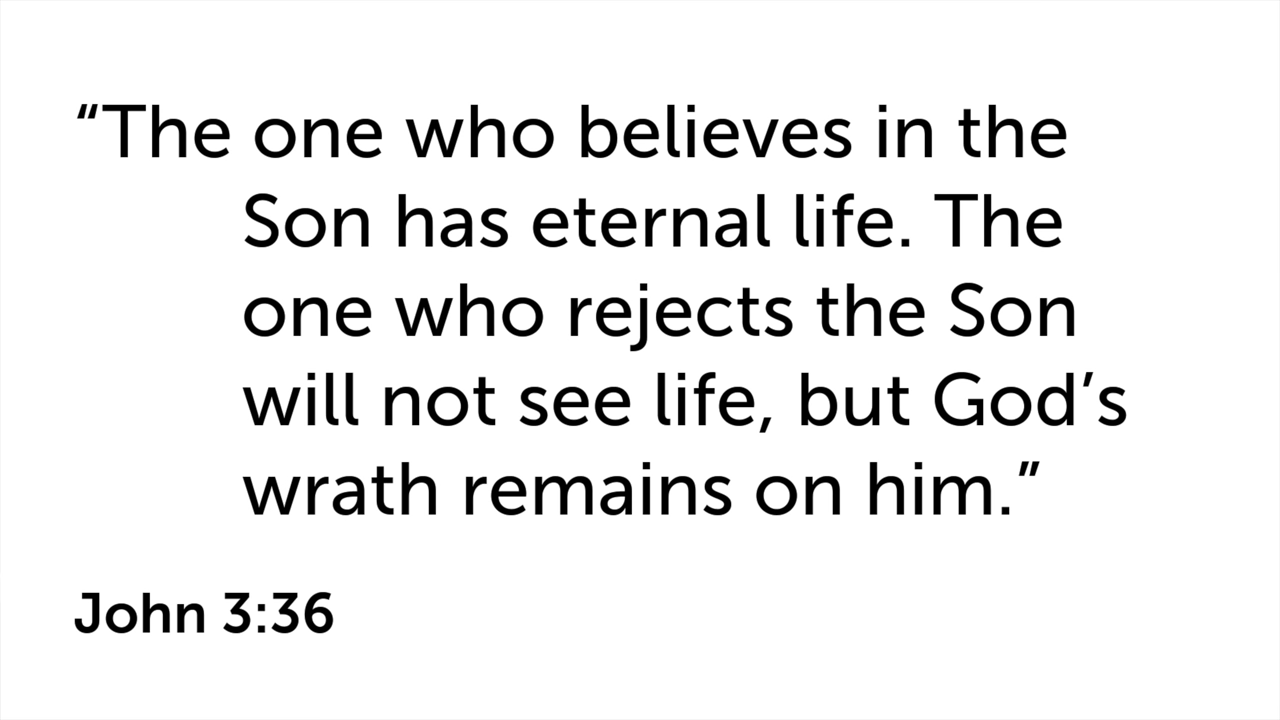 “The one who believes in the
Son has eternal life. The
one who rejects the Son
will not see life, but God’s
wrath remains on him.”
John 3:36